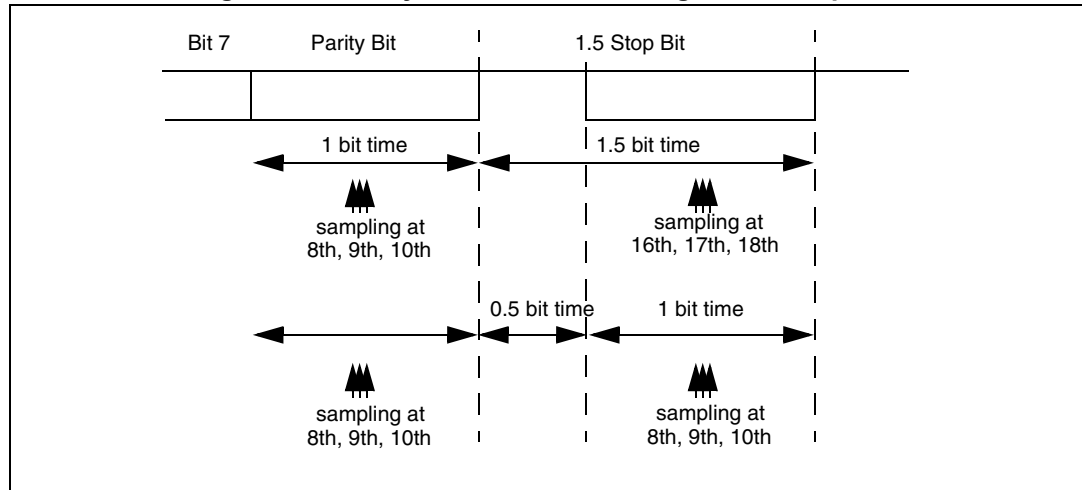 Bit 7 Parity Bit 1.5 Stop Bit
1 bit time 1.5 bit time
sampling at
8th, 9th, 10th
sampling at
16th, 17th, 18th
0.5 bit time 1 bit time
sampling at
8th, 9th, 10th
sampling at
8th, 9th, 10th